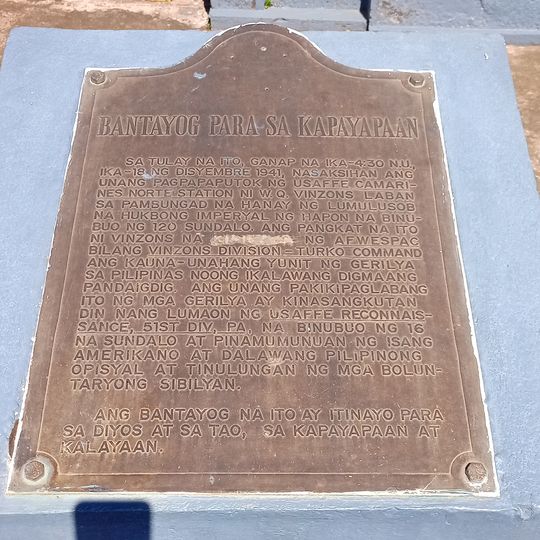 BANTAYOG PARA SA KAPAYAPAAN
SA TULAY NA ITO, GANAP NA IKA-4:30 N.U.,
IKA-18 NG DISYEMBRE 1941, NASAKSIHAN ANG
UNANG PAGPAPAPUTOK NG USAFFE CAMARI-
NES NORTE STATION NI W.Q. VINZONS LABAN
SA PAMBUNGAD NA HANAY NG LUMULUSOB
NA HUKBONG IMPERYAL NG HAPON NA BINU-
BUO NG 120 SUNDALO. ANG PANGKAT NA ITO
NI VINZONS NA NG AFWESPAC
BILANG VINZONS DIVISION-TURKO COMMAND
ANG KAUNA-UNAHANG YUNIT NG GERILYA
SA PILIPINAS NOONG IKALAWANG DIGMAANG
PANDAIGDIG. ANG UNANG PAKIKIPAGLABANG
ITO NG MGA GERILYA AY KINASANGKUTAN
DIN NANG LUMAON NG USAFFE RECONNAIS-
SANCE, 51ST DIV., PA, NA BINUBUO NG 16
NA SUNDALO AT PINAMUMUNUAN NG ISANG
AMERIKANO AT DALAWANG PILIPINONG
OPISYAL AT TINULUNGAN NG MGA BOLUN-
TARYONG SIBILYAN.
ANG BANTAYOG NA ITO AY ITINAYO PARA
SA DIYOS AT SA TAO, SA KAPAYAPAAN AT
KALAYAAN.